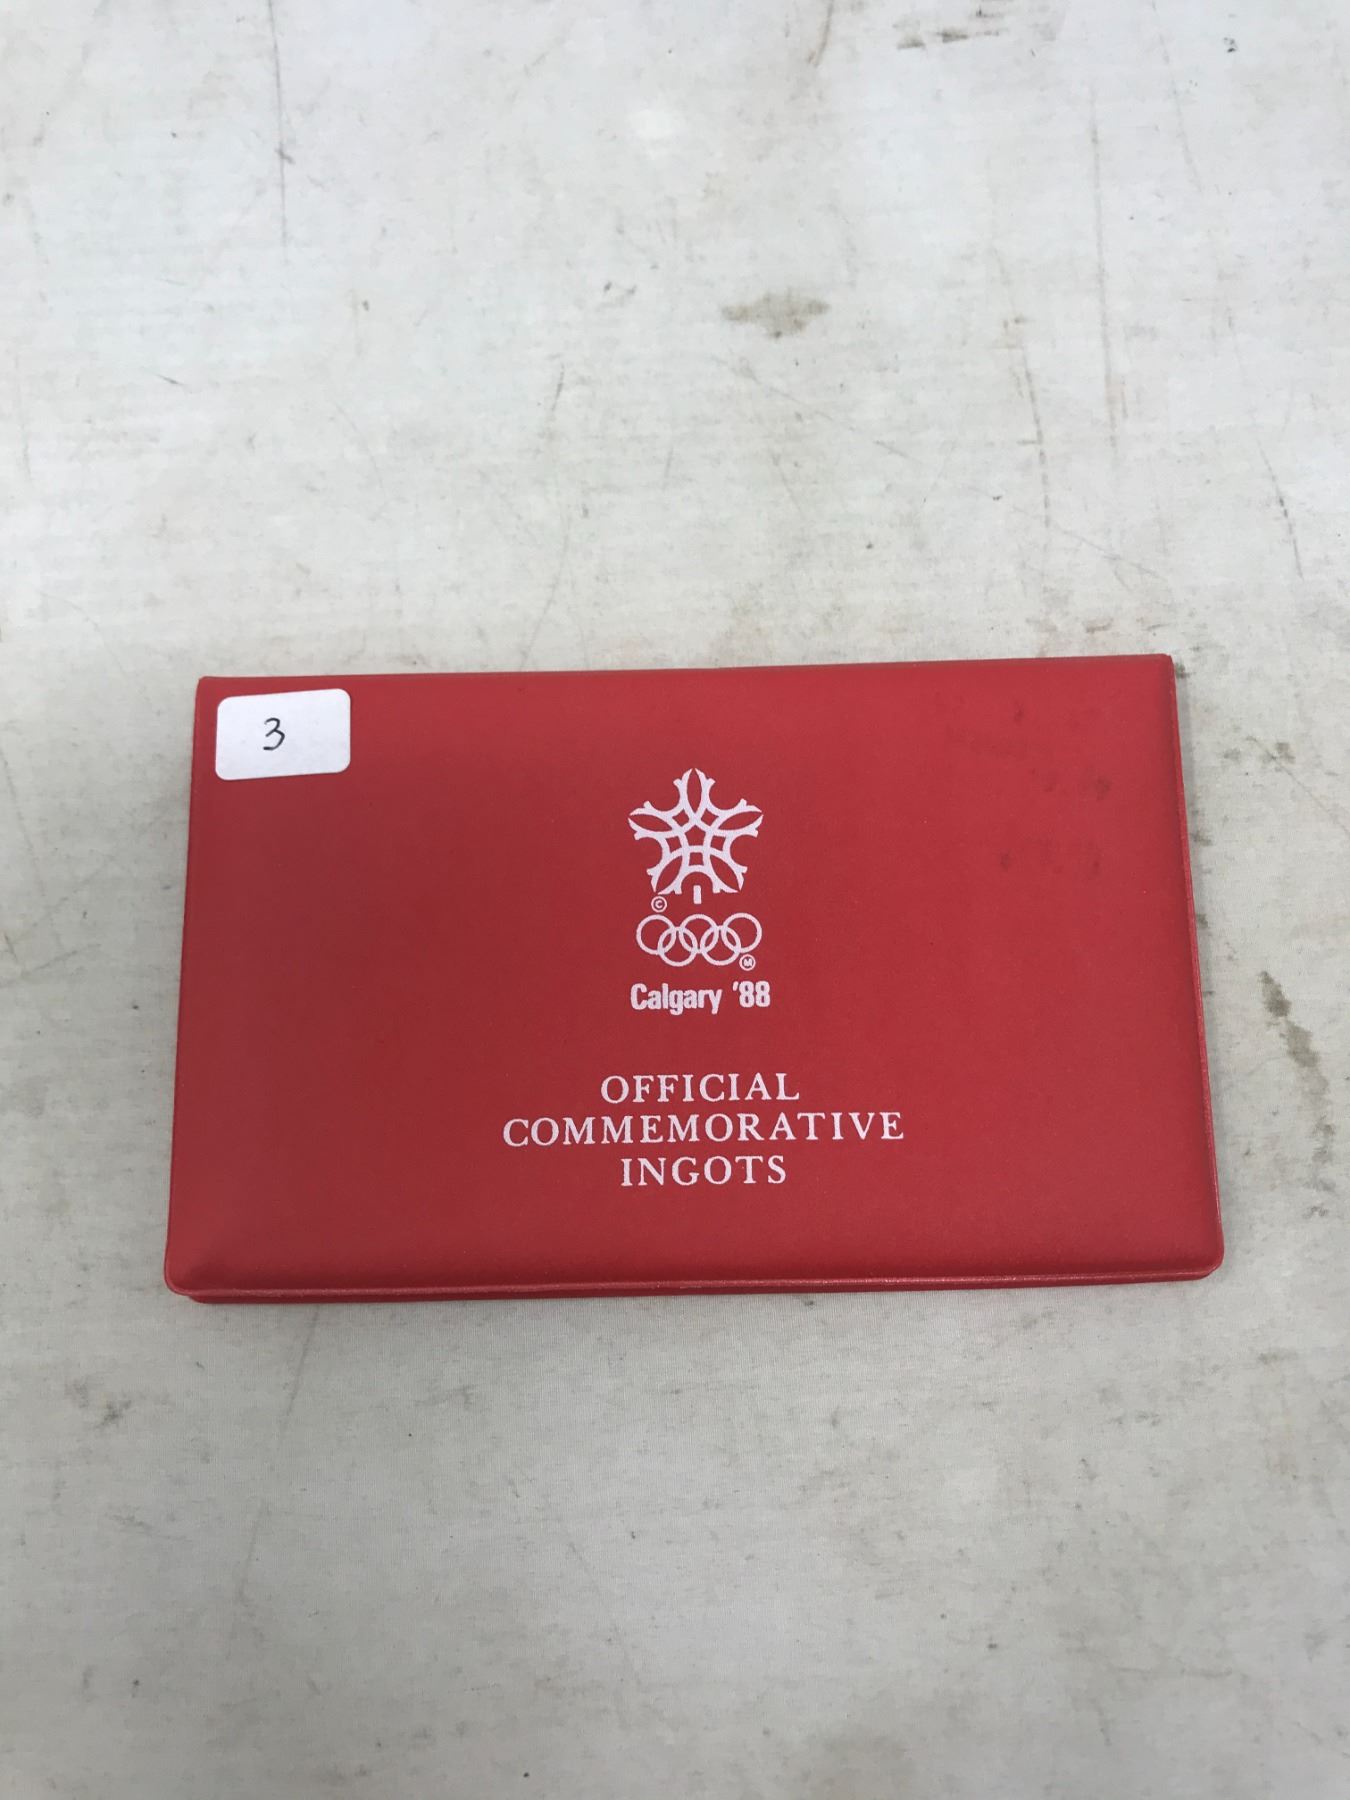 3
©
M
Calgary '88
OFFICIAL
COMMEMORATIVE
INGOTS